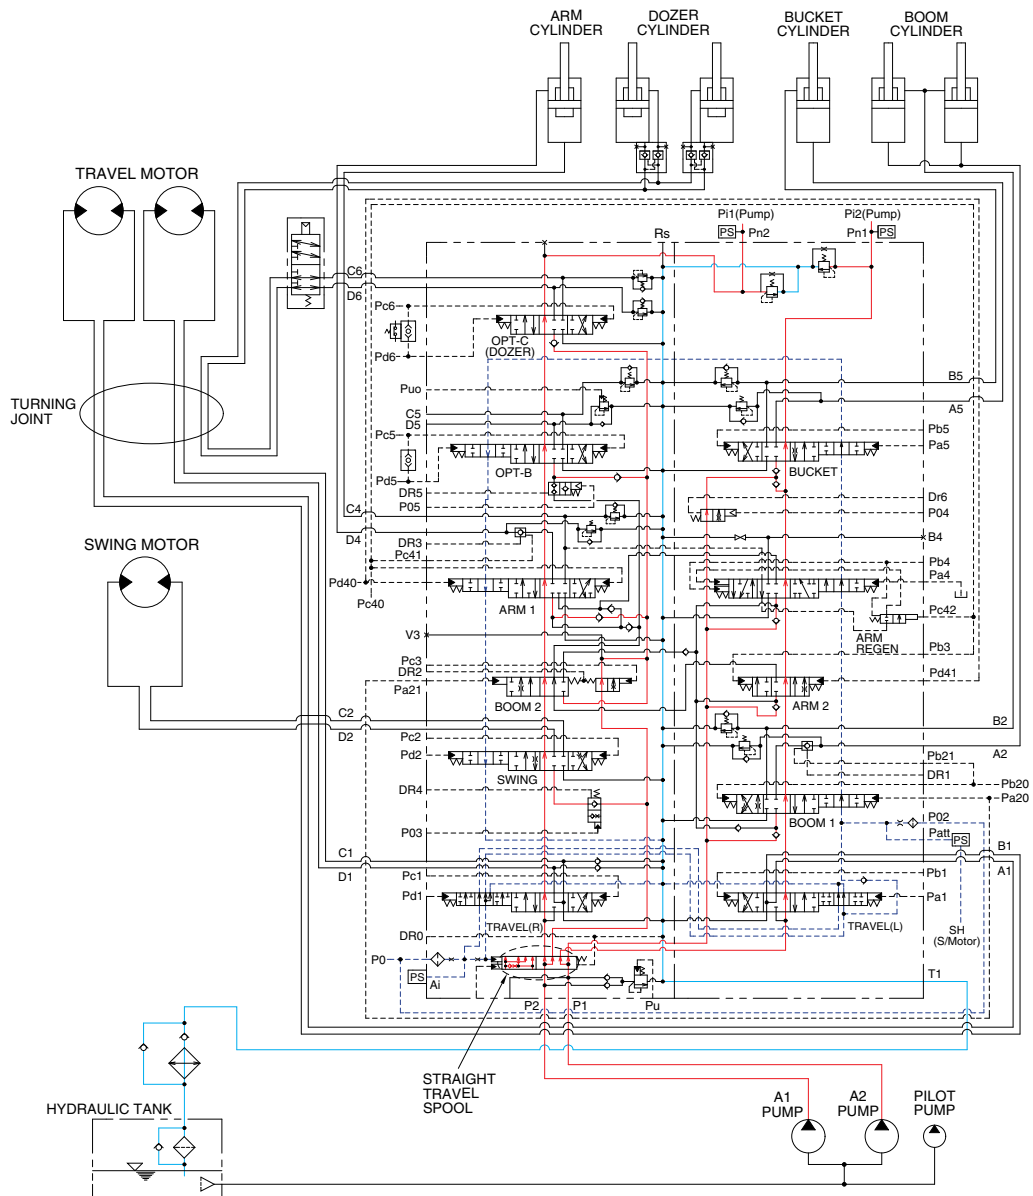 ARM
CYLINDER
DOZER
CYLINDER
BUCKET
CYLINDER
BOOM
CYLINDER
TRAVEL MOTOR
Pi1(Pump)
Pi2(Pump)
PS
Pn2
Pn1
PS
Rs
C6
D6
Pc6
Pd6
OPT-C
(DOZER)
TURNING
JOINT
Puo
C5
D5
B5
A5
Pc5
Pb5
Pa5
Pd5
OPT-B
BUCKET
DR5
P05
Dr6
P04
C4
D4
B4
SWING MOTOR
DR3
Pc41
Pb4
Pa4
Pd40
Pc40
ARM 1
ARM
REGEN
Pc42
V3
Pb3
Pc3
DR2
Pa21
Pd41
BOOM 2
ARM 2
C2
D2
B2
A2
Pc2
Pd2
Pb21
DR1
SWING
Pb20
Pa20
DR4
BOOM 1
P03
P02
Patt
PS
C1
D1
B1
A1
Pc1
Pd1
Pb1
Pa1
TRAVEL(R)
TRAVEL(L)
SH
(S/Motor)
DR0
P0
PS
Ai
T1
P2
P1
Pu
STRAIGHT
TRAVEL
SPOOL
HYDRAULIC TANK
A1
PUMP
A2
PUMP
PILOT
PUMP